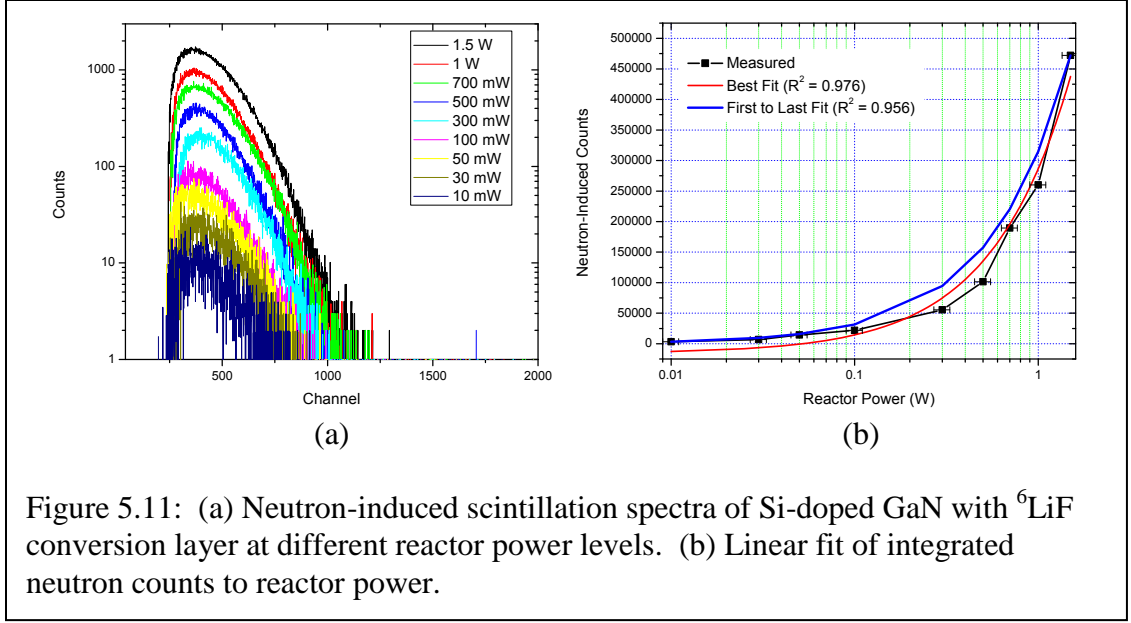 1.5 W
1 W
700 mW
500 mW
300 mW
100 mW
50 mW
30 mW
10 mW
1000
100
10
1
Counts
500
1000
1500
2000
Channel
(a)
500000
450000
400000
350000
300000
250000
200000
150000
100000
50000
0
Neutron-Induced Counts
Measured
Best Fit (R² = 0.976)
First to Last Fit (R² = 0.956)
0.01
0.1
1
Reactor Power (W)
(b)
Figure 5.11: (a) Neutron-induced scintillation spectra of Si-doped GaN with ⁶LiF
conversion layer at different reactor power levels. (b) Linear fit of integrated
neutron counts to reactor power.